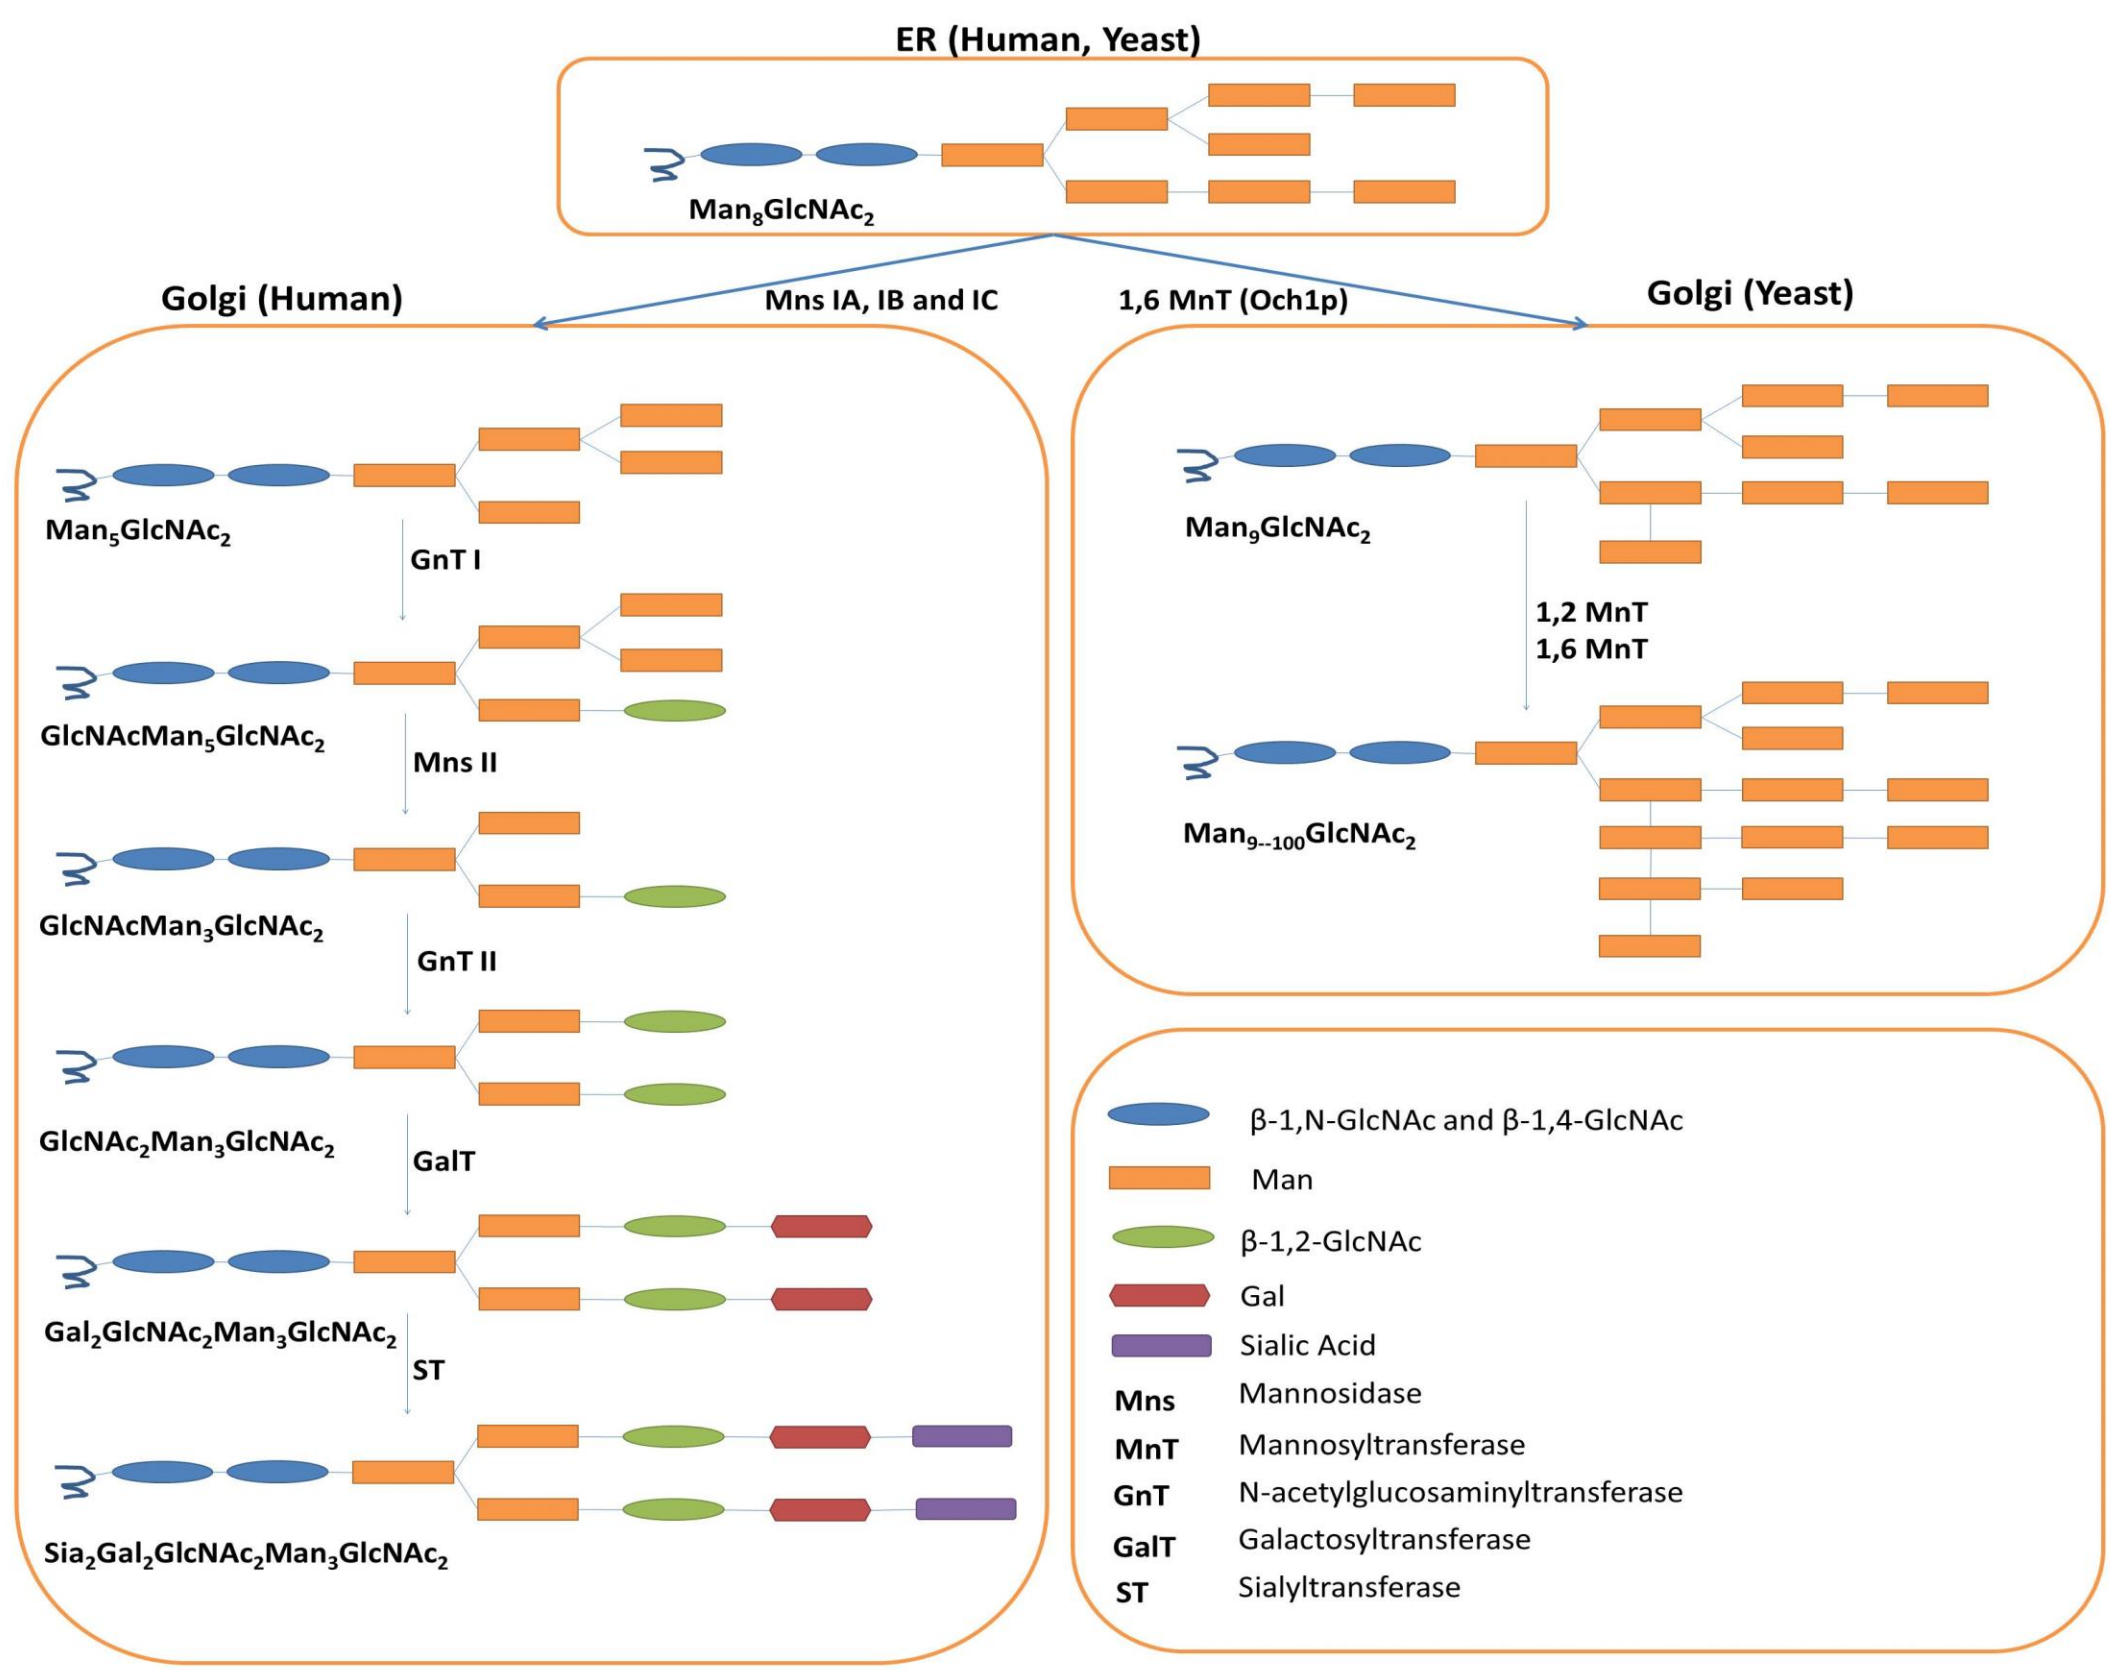 ER (Human, Yeast)
Man₈GlcNAc₂
Golgi (Human)
Mns IA, IB and IC
1,6 MnT (Och1p)
Golgi (Yeast)
Man₅GlcNAc₂
GnT I
GlcNAcMan₅GlcNAc₂
Mns II
GlcNAcMan₃GlcNAc₂
GnT II
GlcNAc₂Man₃GlcNAc₂
GalT
Gal₂GlcNAc₂Man₃GlcNAc₂
ST
Sia₂Gal₂GlcNAc₂Man₃GlcNAc₂
Man₉GlcNAc₂
1,2 MnT
1,6 MnT
Man₉₋₋₁₀₀GlcNAc₂
β-1,N-GlcNAc and β-1,4-GlcNAc
Man
β-1,2-GlcNAc
Gal
Sialic Acid
Mns Mannosidase
MnT Mannosyltransferase
GnT N-acetylglucosaminyltransferase
GalT Galactosyltransferase
ST Sialyltransferase